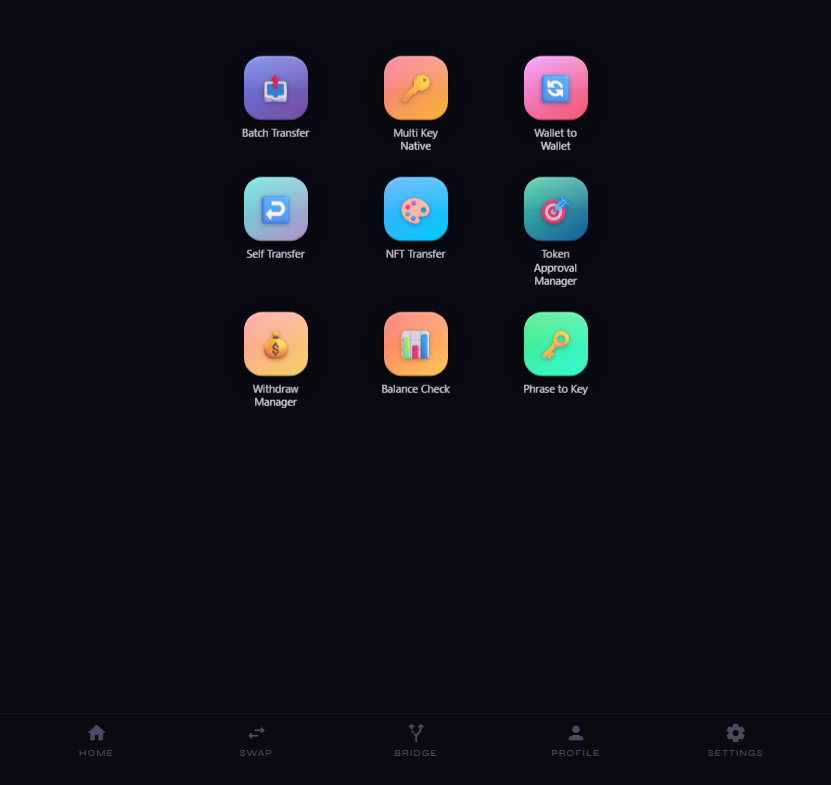 Batch Transfer
Multi Key
Native
Wallet to
Wallet
Self Transfer
NFT Transfer
Token
Approval
Manager
Withdraw
Manager
Balance Check
Phrase to Key
HOME
SWAP
BRIDGE
PROFILE
SETTINGS